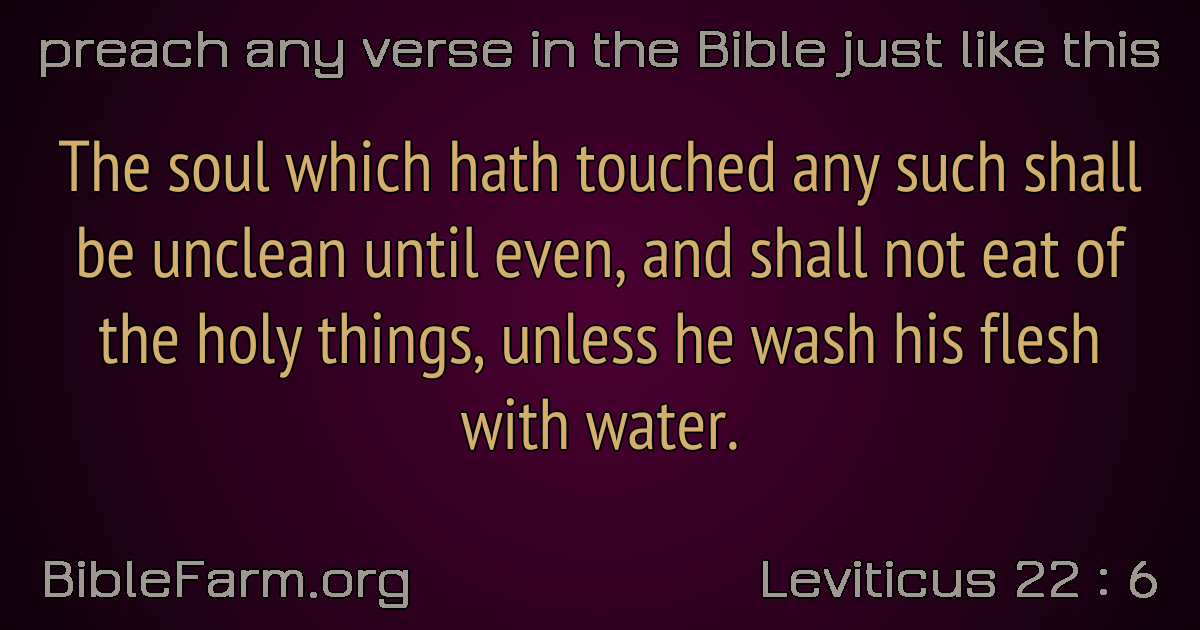 preach any verse in the Bible just like this
The soul which hath touched any such shall
be unclean until even, and shall not eat of
the holy things, unless he wash his flesh
with water.
BibleFarm.org
Leviticus 22 : 6